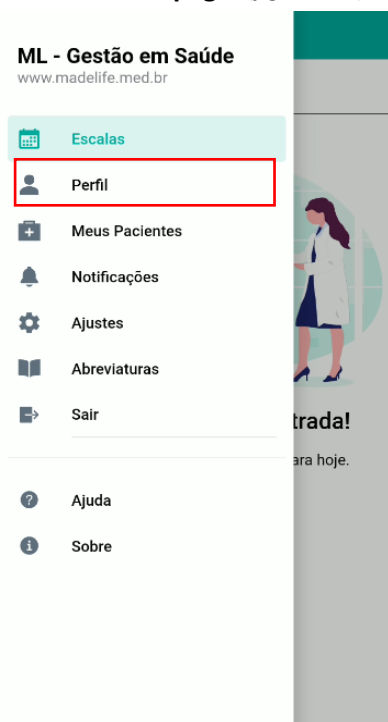 ML - Gestão em Saúde
www.madelife.med.br
Escalas
Perfil
Meus Pacientes
Notificações
Ajustes
Abreviaturas
Sair
trada!
ara hoje.
Ajuda
Sobre